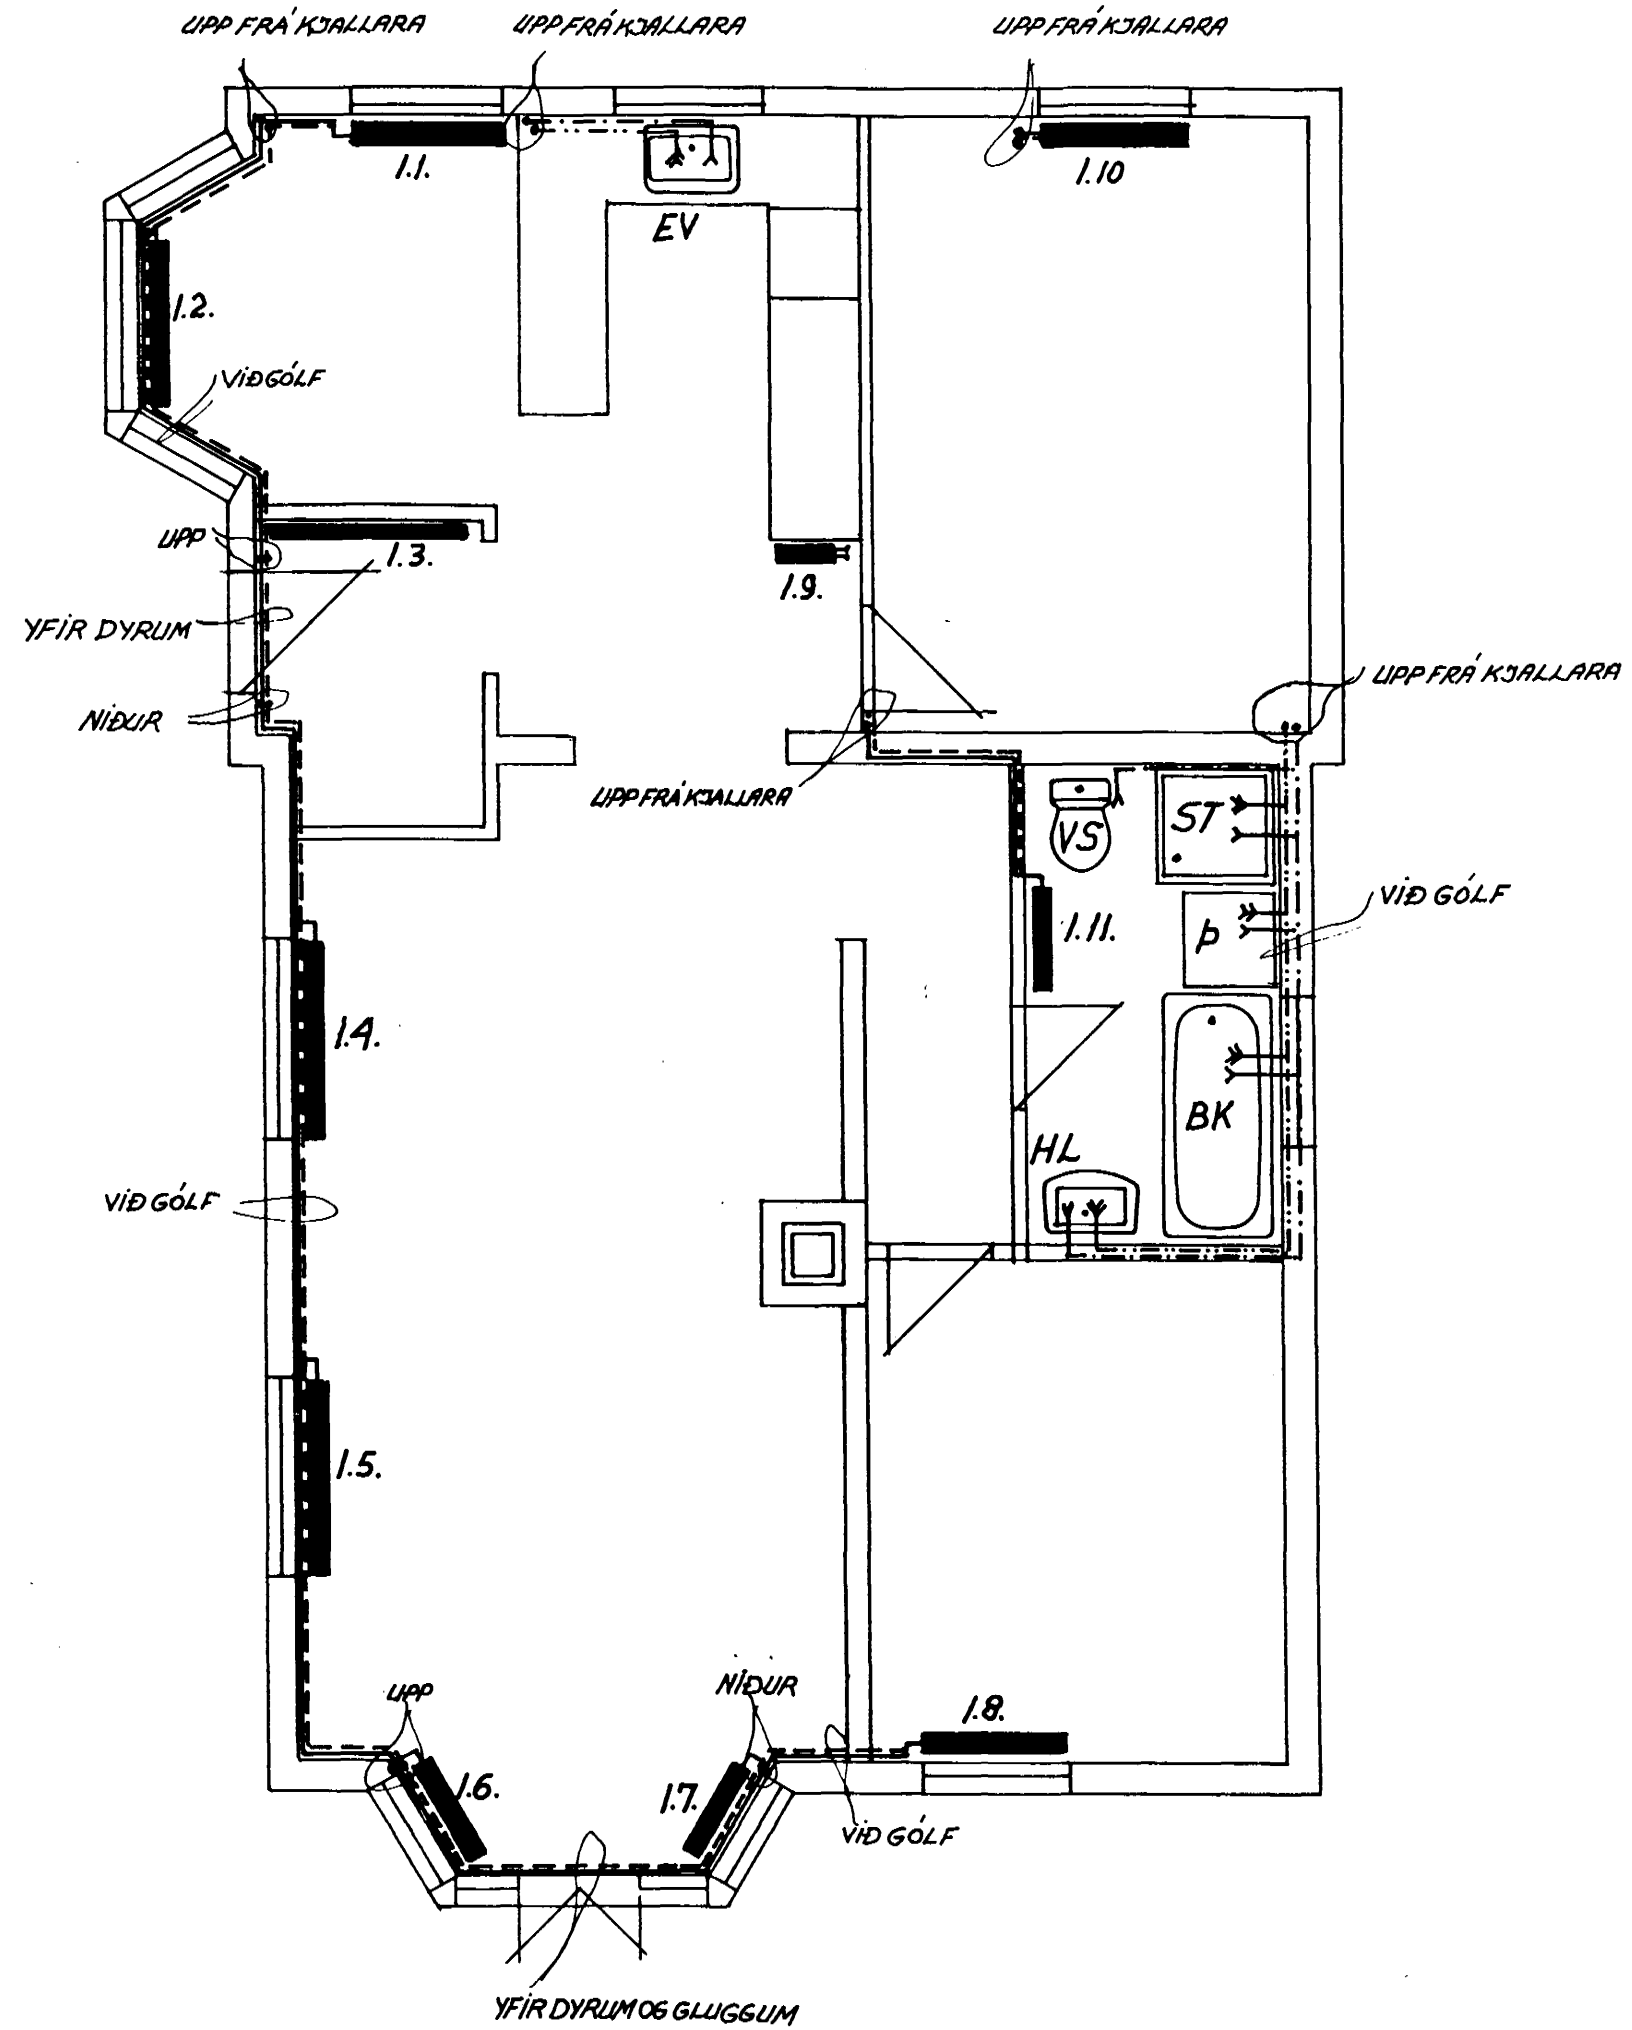 UPP FRÁ KJALLARA
UPP FRÁ KJALLARA
UPP FRÁ KJALLARA
1.1.
1.10
EV
1.2.
VIÐ GÓLF
UPP
1.3.
1.9.
YFIR DYRUM
UPP FRÁ KJALLARA
NIÐUR
UPP FRÁ KJALLARA
VS
ST
VIÐ GÓLF
1.11.
Þ
1.4.
BK
HL
VIÐ GÓLF
1.5.
UPP
NIÐUR
1.8.
1.6.
1.7.
VIÐ GÓLF
YFIR DYRUM OG GLUGGUM